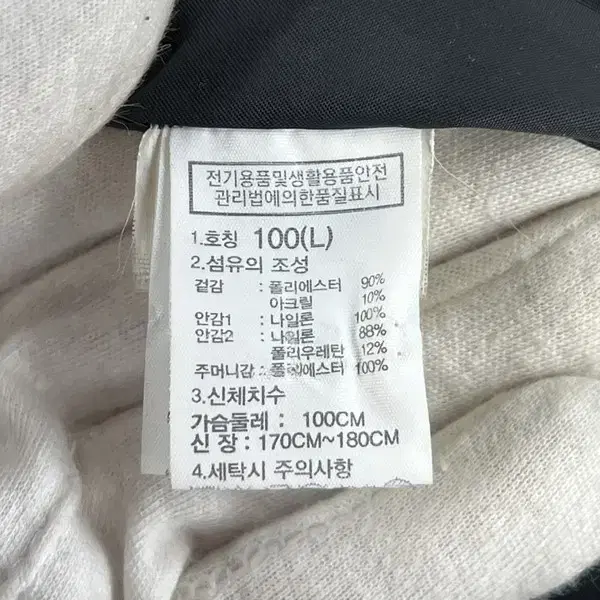 전기용품및생활용품안전
관리법에의한품질표시
1.호칭 100(L)
2.섬유의 조성
겉감 : 폴리에스터 90%
아크릴 10%
안감1 : 나일론 100%
안감2 : 나일론 88%
폴리우레탄 12%
주머니감 : 폴리에스터 100%
3.신체치수
가슴둘레 : 100CM
신 장 : 170CM~180CM
4.세탁시 주의사항